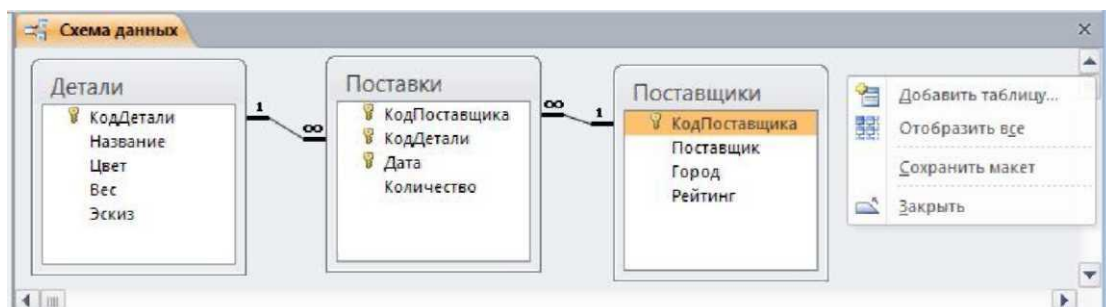 Схема данных
Детали
КодДетали
Название
Цвет
Вес
Эскиз
1
∞
Поставки
КодПоставщика
КодДетали
Дата
Количество
∞
1
Поставщики
КодПоставщика
Поставщик
Город
Рейтинг
Добавить таблицу...
Отобразить все
Сохранить макет
Закрыть